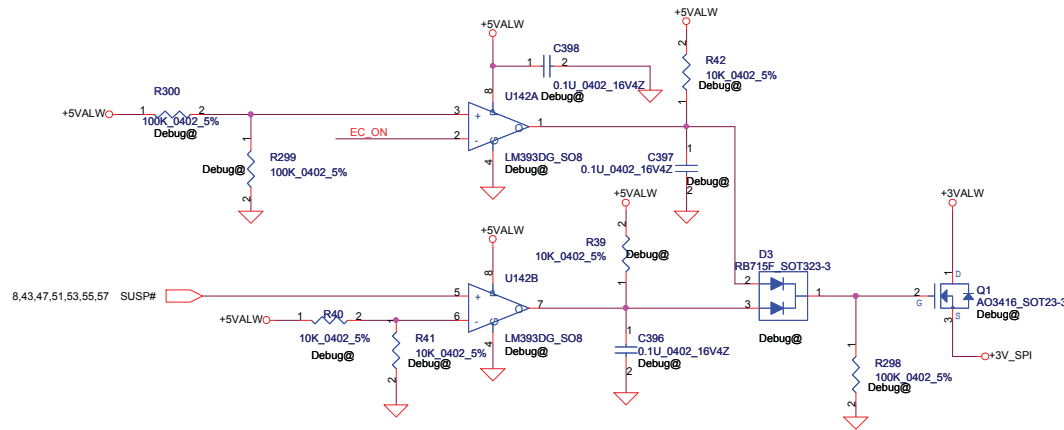 +5VALW
R300
1
2
100K_0402_5%
Debug@
1
R299
Debug@
100K_0402_5%
2
EC_ON
+5VALW
1
C398
2
0.1U_0402_16V4Z
Debug@
8
U142A
3
+
2
-
P
G
O
1
4
LM393DG_SO8
Debug@
+5VALW
2
R42
10K_0402_5%
Debug@
1
1
C397
0.1U_0402_16V4Z
Debug@
2
+5VALW
8
U142B
8,43,47,51,53,55,57
SUSP#
5
+
6
-
P
G
O
7
4
LM393DG_SO8
Debug@
+5VALW
1
R40
2
10K_0402_5%
Debug@
1
R41
10K_0402_5%
Debug@
2
+5VALW
2
R39
10K_0402_5%
Debug@
1
1
C396
0.1U_0402_16V4Z
Debug@
2
D3
RB715F_SOT323-3
2
3
1
Debug@
1
R298
100K_0402_5%
Debug@
2
+3VALW
1
D
2
G
Q1
AO3416_SOT23-3
Debug@
3
S
+3V_SPI